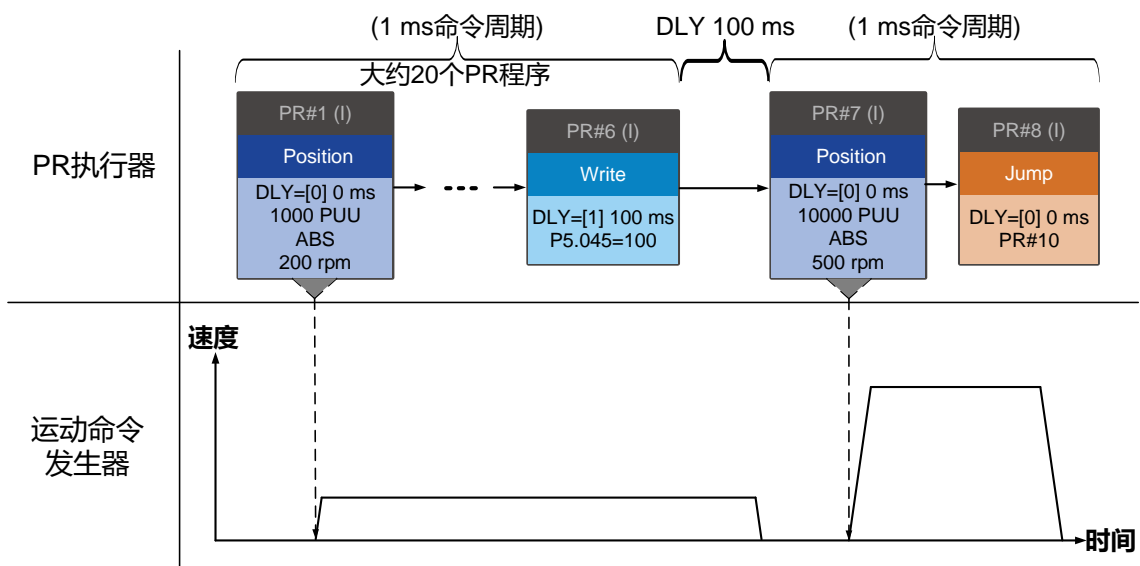 (1 ms命令周期)
DLY 100 ms
(1 ms命令周期)
大约20个PR程序
PR执行器
PR#1 (I)
Position
DLY=[0] 0 ms
1000 PUU
ABS
200 rpm
PR#6 (I)
Write
DLY=[1] 100 ms
P5.045=100
PR#7 (I)
Position
DLY=[0] 0 ms
10000 PUU
ABS
500 rpm
PR#8 (I)
Jump
DLY=[0] 0 ms
PR#10
速度
运动命令
发生器
时间